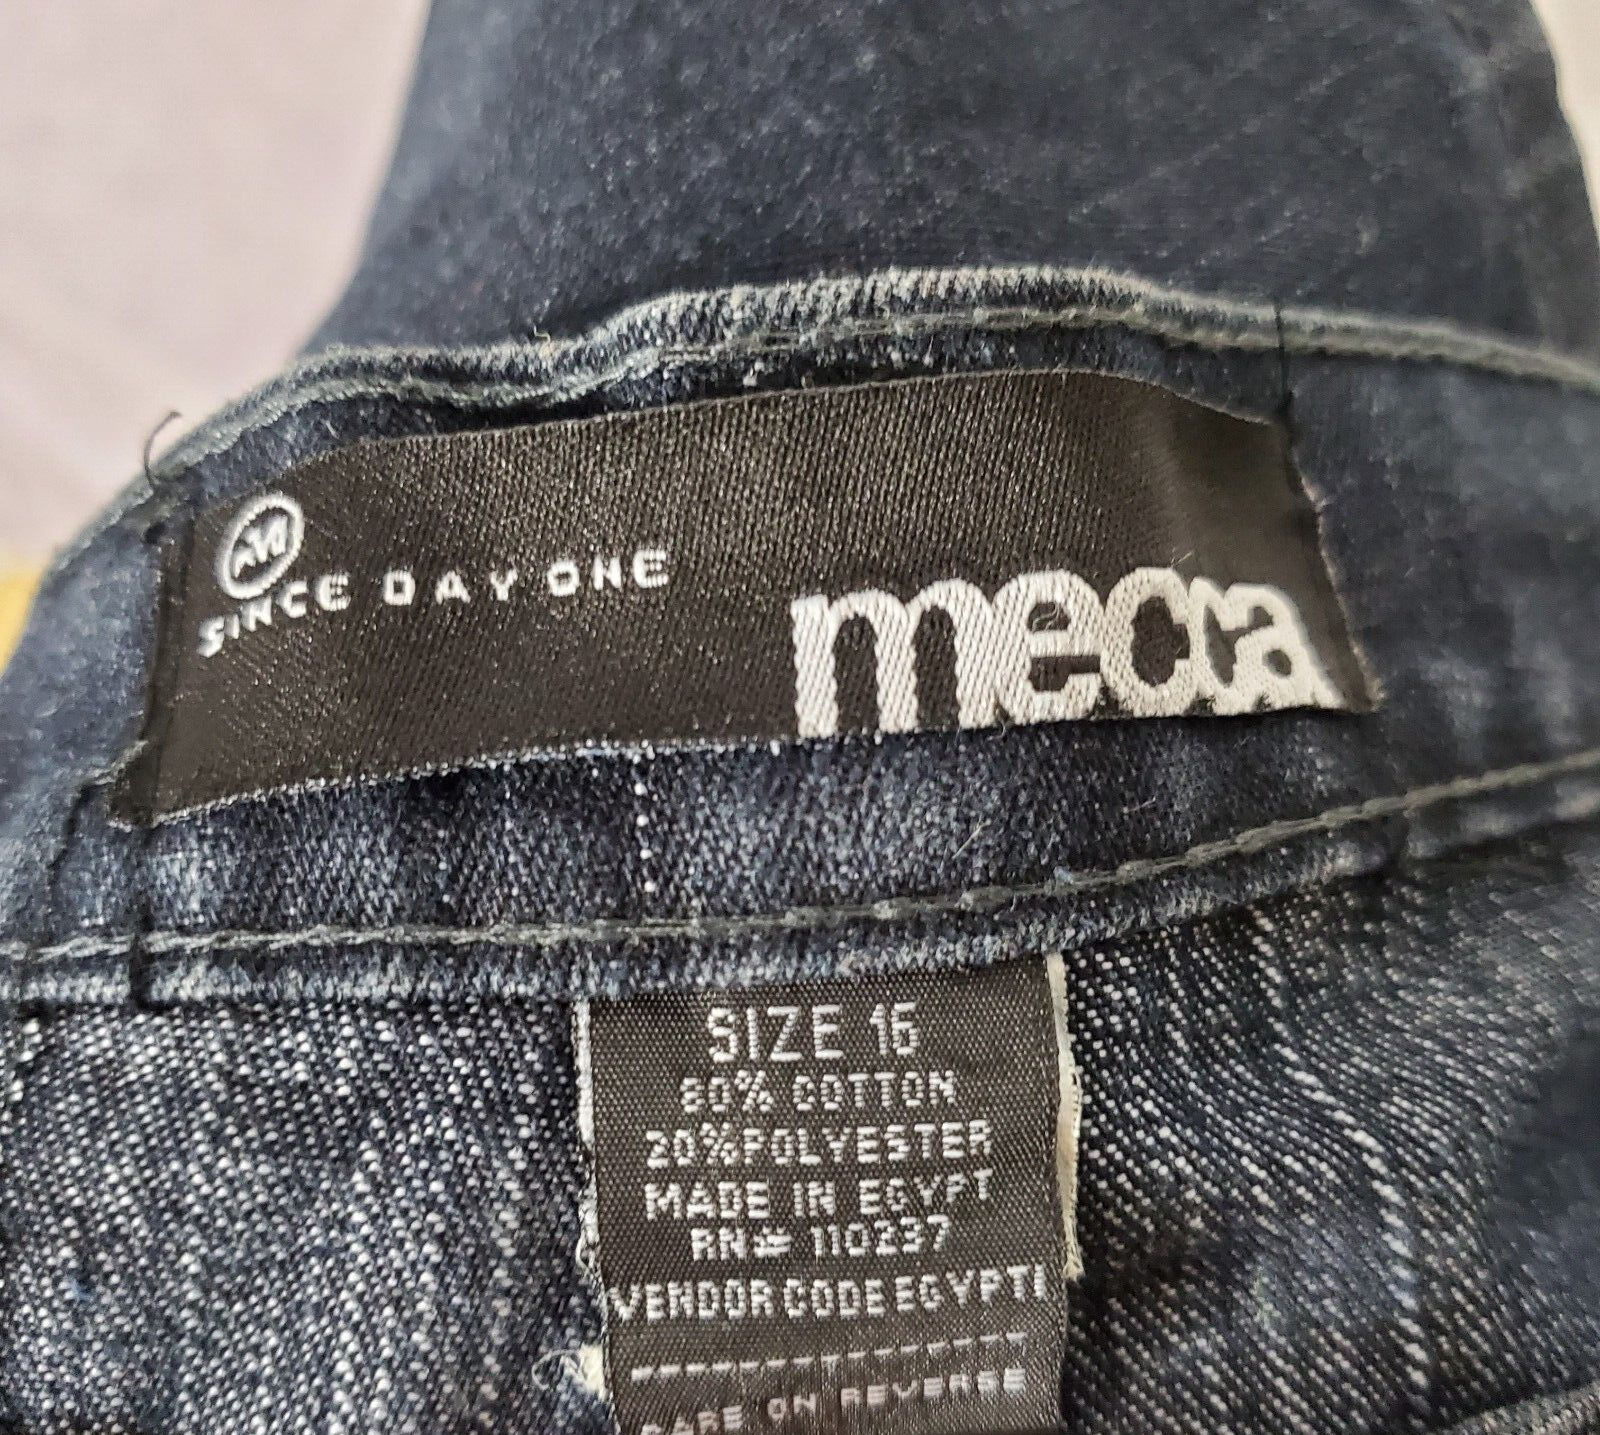 SINCE DAY ONE
mecca
SIZE 15
80% COTTON
20%POLYESTER
MADE IN EGYPT
RN# 110237
VENDOR CODE EGYPTI
CARE ON REVERSE